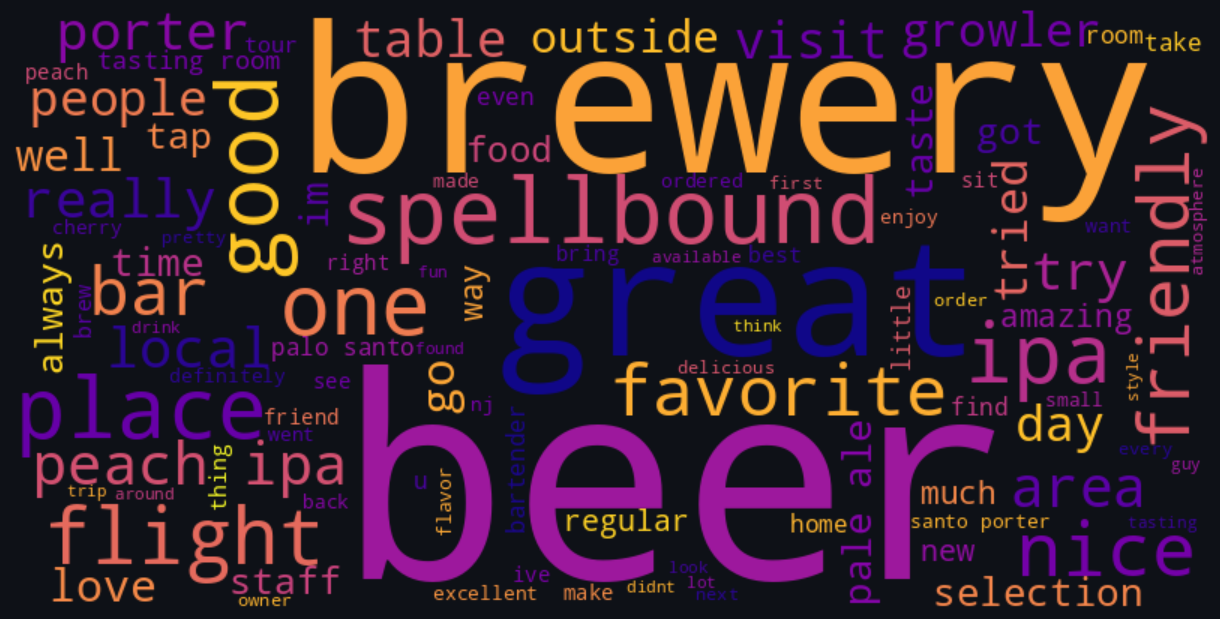 porter
tour
brewery
table
outside
visit
growler
room
take
peach
tasting room
people
good
even
taste
got
friendly
well
tap
food
made
ordered
first
sit
tried
atmosphere
really
im
spellbound
enjoy
want
cherry
pretty
always
time
right
fun
bring
available
best
try
bar
brew
one
way
great
order
little
amazing
drink
think
local
palo santo
found
ipa
definitely
see
go
delicious
favorite
style
place
friend
nj
find
small
day
went
beer
bartender
pale ale
every
peach ipa
thing
guy
trip
around
back
u
flavor
much
area
flight
regular
home
santo porter
tasting
new
nice
love
staff
owner
ive
look
lot
excellent
make
didnt
next
selection